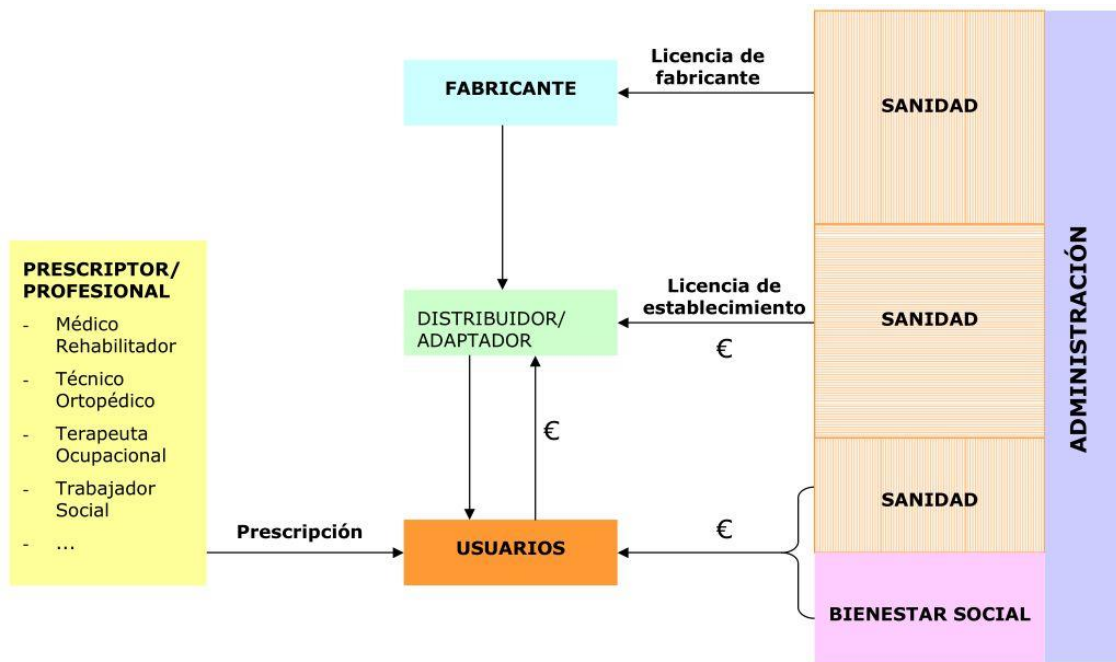 Licencia de
fabricante
FABRICANTE
SANIDAD
PRESCRIPTOR/
PROFESIONAL
- Médico
Rehabilitador
- Técnico
Ortopédico
- Terapeuta
Ocupacional
- Trabajador
Social
- ...
Licencia de
establecimiento
€
DISTRIBUIDOR/
ADAPTADOR
SANIDAD
€
Prescripción
USUARIOS
€
SANIDAD
BIENESTAR SOCIAL
ADMINISTRACIÓN